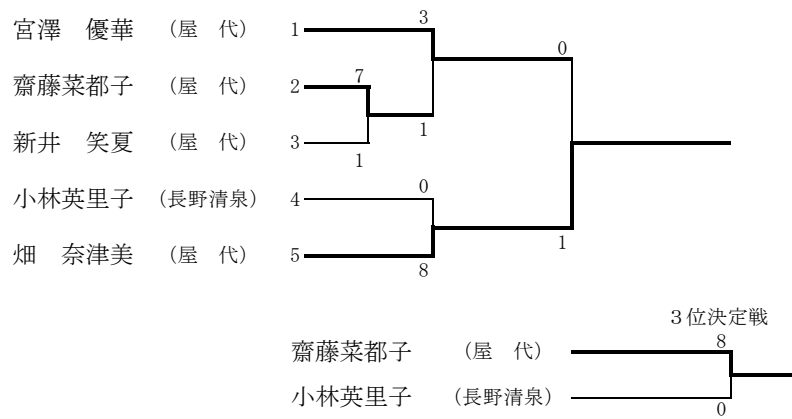 3
宮澤　優華　（屋　代）　1
0
7
齋藤菜都子　（屋　代）　2
1
新井　笑夏　（屋　代）　3
1
0
小林英里子　（長野清泉）　4
1
畑　奈津美　（屋　代）　5
8
３位決定戦
8
齋藤菜都子　（屋　代）
小林英里子　（長野清泉）
0